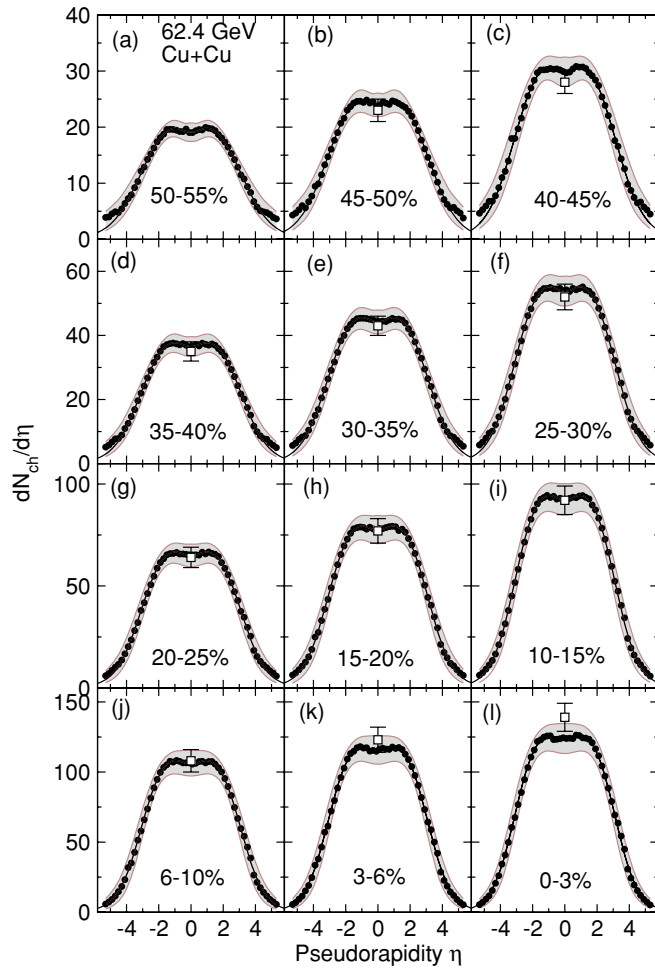 (a) 62.4 GeV
Cu+Cu
(b)
(c)
40
30
20
10
0
50-55%
45-50%
40-45%
(d)
(e)
(f)
60
40
20
0
35-40%
30-35%
25-30%
dN_ch/dη
(g)
(h)
(i)
100
50
0
20-25%
15-20%
10-15%
(j)
(k)
(l)
150
100
50
0
6-10%
3-6%
0-3%
-4 -2 0 2 4 -4 -2 0 2 4 -4 -2 0 2 4
Pseudorapidity η